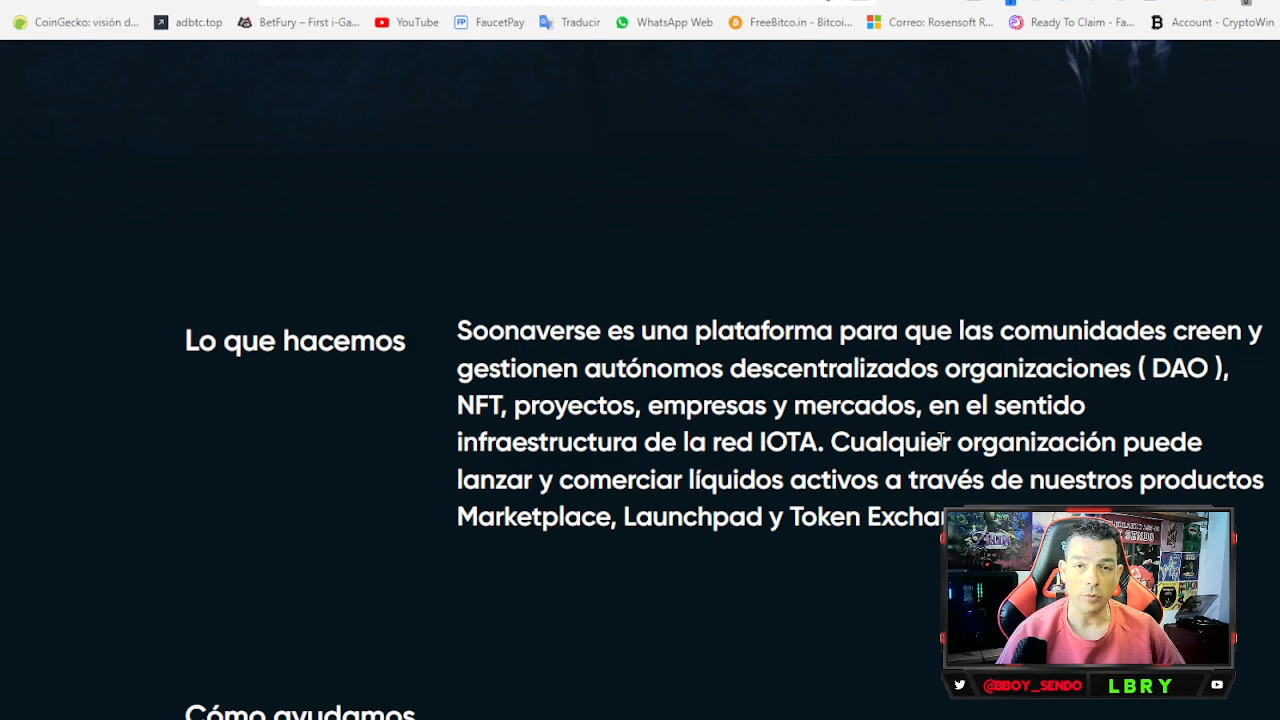 CoinGecko: visión d...
adbtc.top
BetFury – First i-Ga...
YouTube
FaucetPay
Traducir
WhatsApp Web
FreeBitco.in - Bitcoi...
Correo: Rosensoft R...
Ready To Claim - Fa...
Account - CryptoWin
Lo que hacemos
Soonaverse es una plataforma para que las comunidades creen y
gestionen autónomos descentralizados organizaciones ( DAO ),
NFT, proyectos, empresas y mercados, en el sentido
infraestructura de la red IOTA. Cualquier organización puede
lanzar y comerciar líquidos activos a través de nuestros productos
Marketplace, Launchpad y Token
@BBOY_SENDO
LBRY
Cómo ayudamos